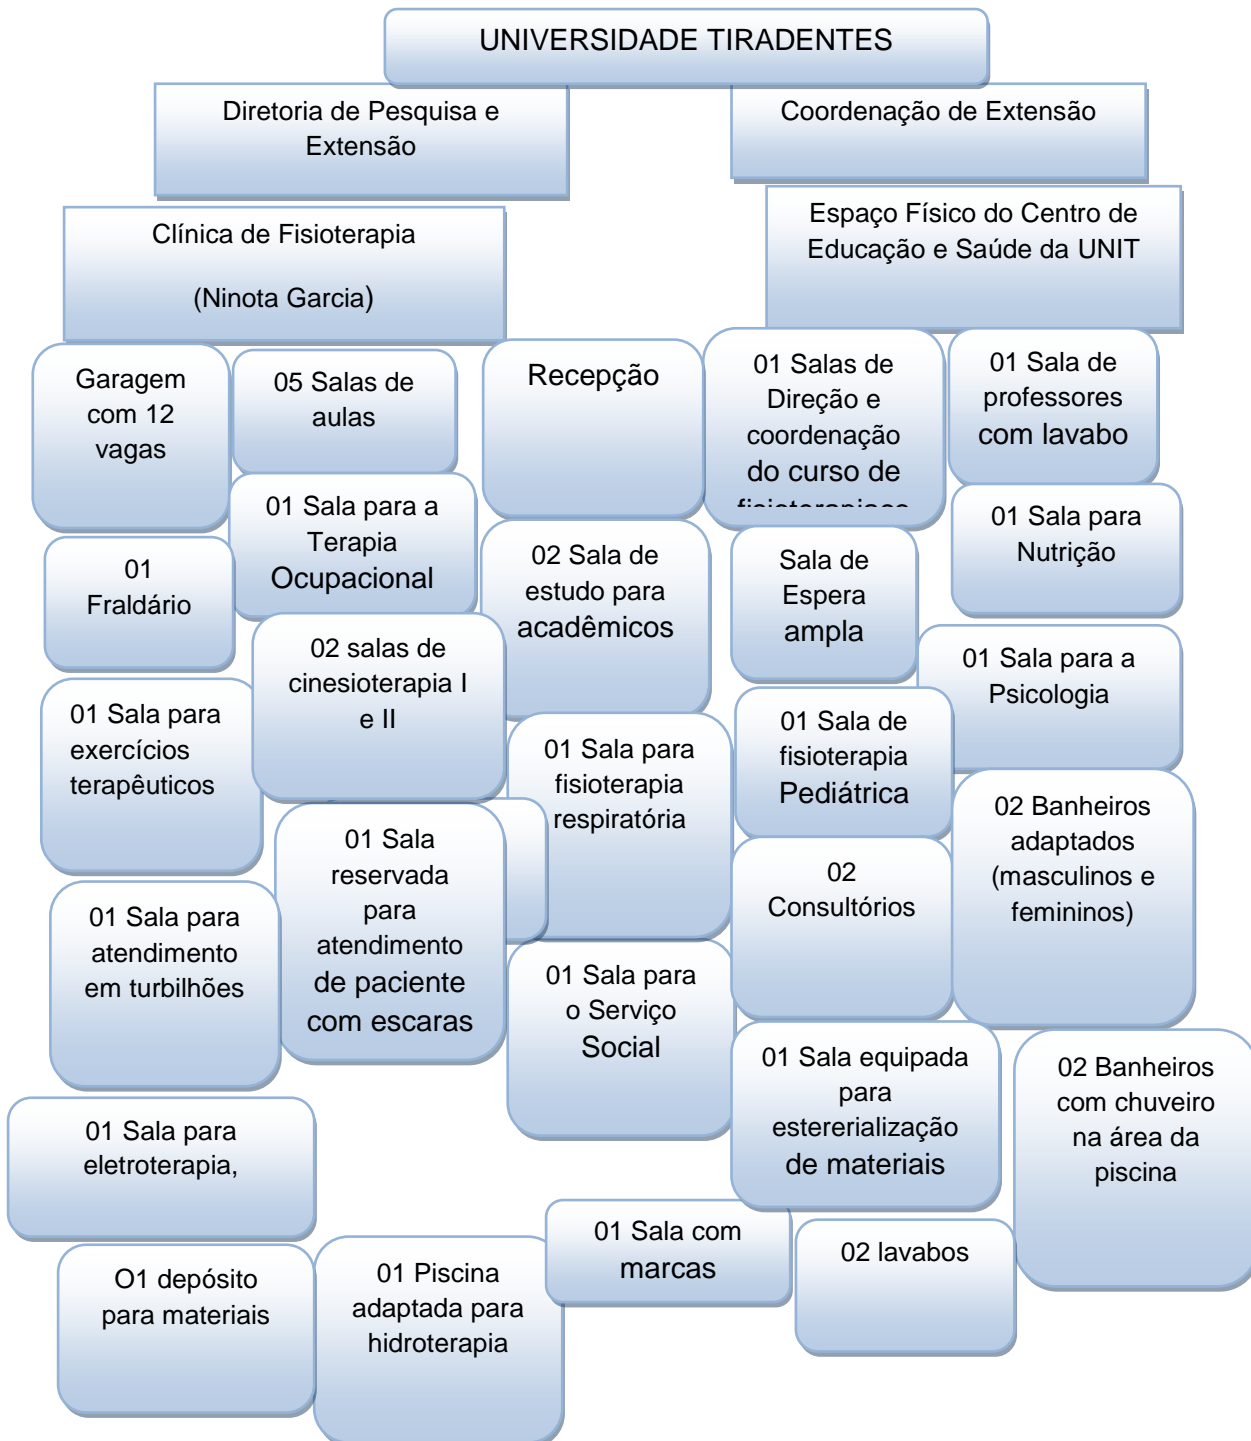 UNIVERSIDADE TIRADENTES
Diretoria de Pesquisa e
Extensão
Coordenação de Extensão
Clínica de Fisioterapia
(Ninota Garcia)
Espaço Físico do Centro de
Educação e Saúde da UNIT
Garagem
com 12
vagas
05 Salas de
aulas
Recepção
01 Salas de
Direção e
coordenação
do curso de
01 Sala de
professores
com lavabo
01 Sala para a
Terapia
Ocupacional
01 Sala para
Nutrição
01
Fraldário
02 Sala de
estudo para
acadêmicos
Sala de
Espera
ampla
02 salas de
cinesioterapia I
e II
01 Sala para a
Psicologia
01 Sala para
exercícios
terapêuticos
01 Sala para
fisioterapia
respiratória
01 Sala de
fisioterapia
Pediátrica
02 Banheiros
adaptados
(masculinos e
femininos)
01 Sala
reservada
para
atendimento
de paciente
com escaras
02
Consultórios
01 Sala para
atendimento
em turbilhões
01 Sala para
o Serviço
Social
01 Sala equipada
para
estererialização
de materiais
02 Banheiros
com chuveiro
na área da
piscina
01 Sala para
eletroterapia,
01 Sala com
marcas
02 lavabos
O1 depósito
para materiais
01 Piscina
adaptada para
hidroterapia